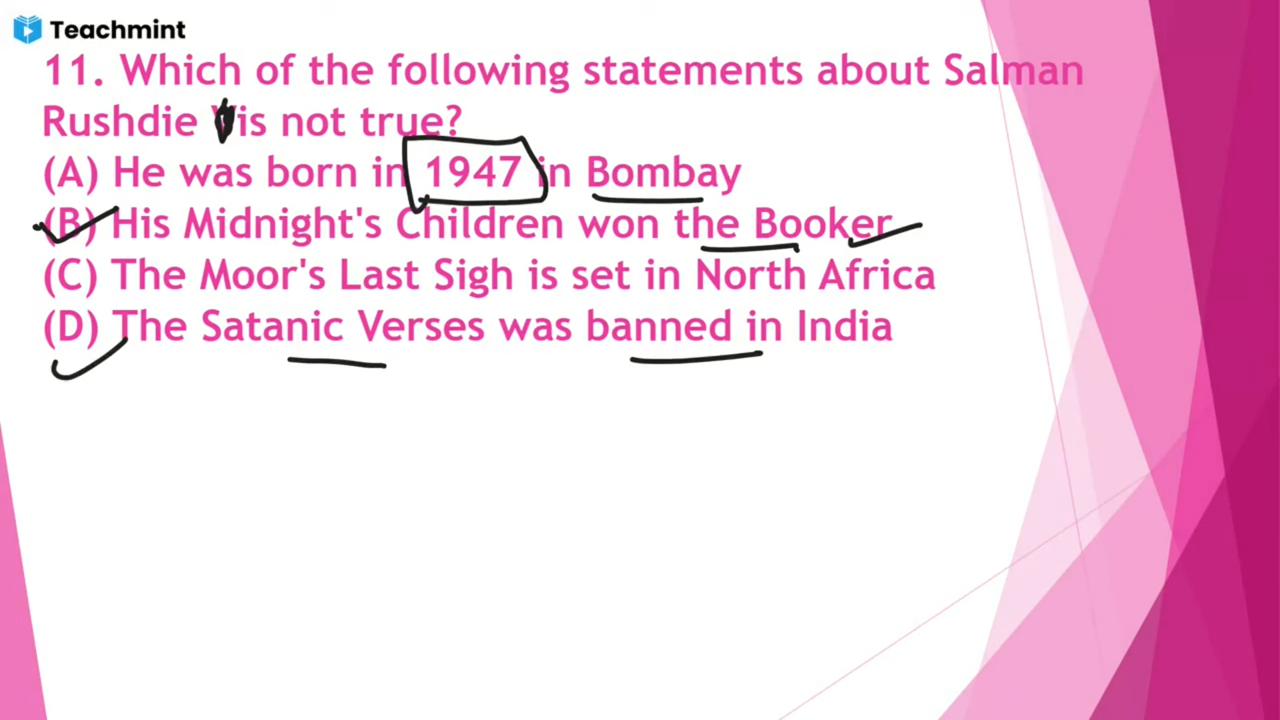 Teachmint
11. Which of the following statements about Salman
Rushdie is not true?
(A) He was born in 1947 in Bombay
(B) His Midnight's Children won the Booker
(C) The Moor's Last Sigh is set in North Africa
(D) The Satanic Verses was banned in India